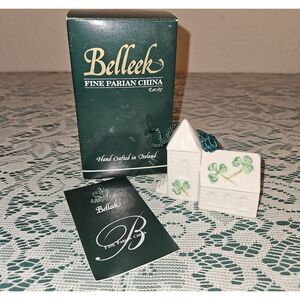 Belleek
FINE PARIAN CHINA
Hand Crafted in Ireland
Belleek
B